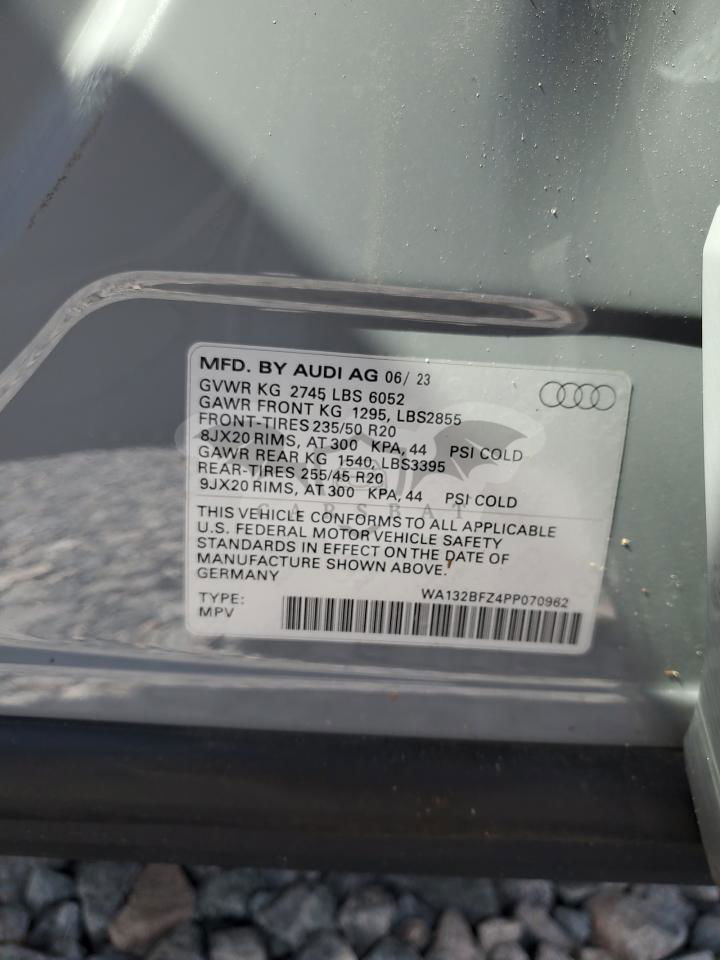 MFD. BY AUDI AG 06/ 23
GVWR KG 2745 LBS 6052
GAWR FRONT KG 1295, LBS2855
FRONT-TIRES 235/50 R20
8JX20 RIMS, AT 300 KPA, 44 PSI COLD
GAWR REAR KG 1540, LBS3395
REAR-TIRES 255/45 R20
9JX20 RIMS, AT 300 KPA, 44 PSI COLD
CARSBAT
THIS VEHICLE CONFORMS TO ALL APPLICABLE
U.S. FEDERAL MOTOR VEHICLE SAFETY
STANDARDS IN EFFECT ON THE DATE OF
MANUFACTURE SHOWN ABOVE.
GERMANY
WA132BFZ4PP070962
TYPE:
MPV